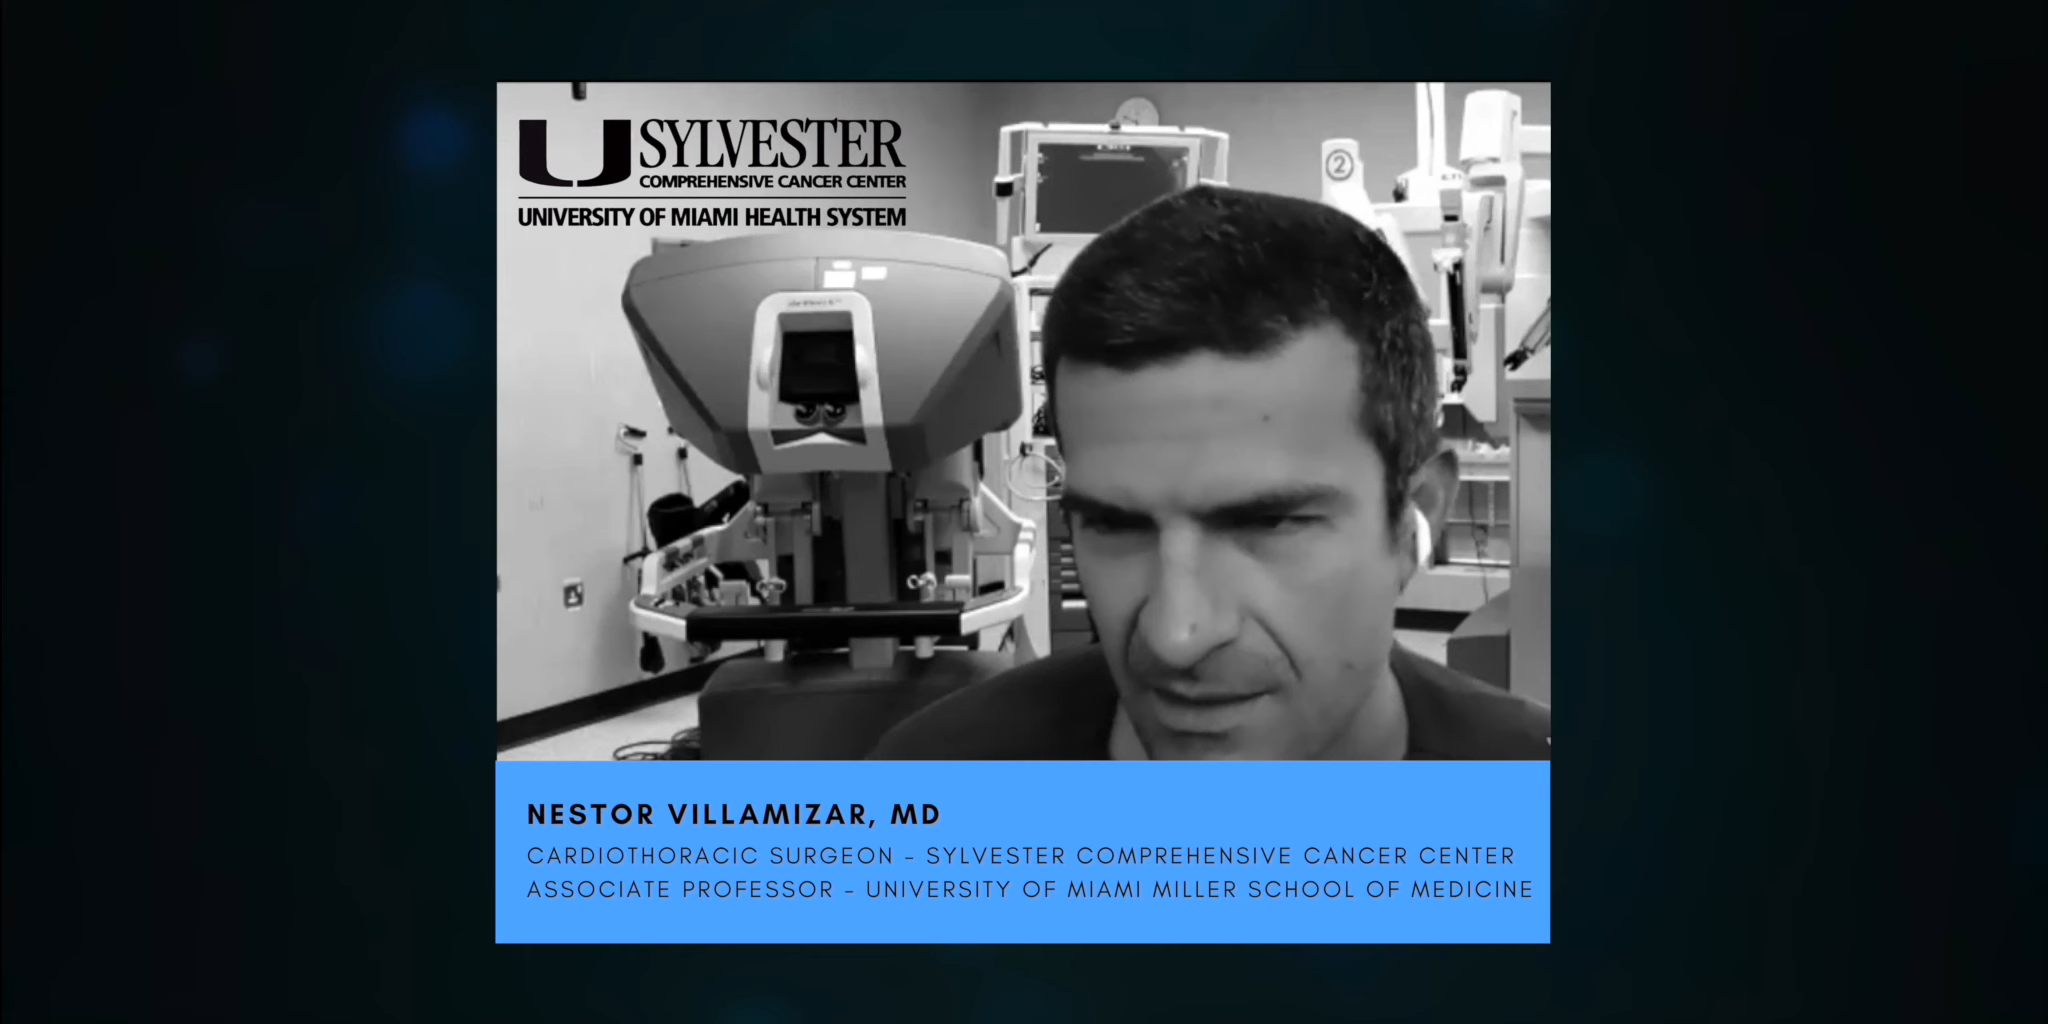 U SYLVESTER
COMPREHENSIVE CANCER CENTER
UNIVERSITY OF MIAMI HEALTH SYSTEM
2
NESTOR VILLAMIZAR, MD
CARDIOTHORACIC SURGEON – SYLVESTER COMPREHENSIVE CANCER CENTER
ASSOCIATE PROFESSOR – UNIVERSITY OF MIAMI MILLER SCHOOL OF MEDICINE